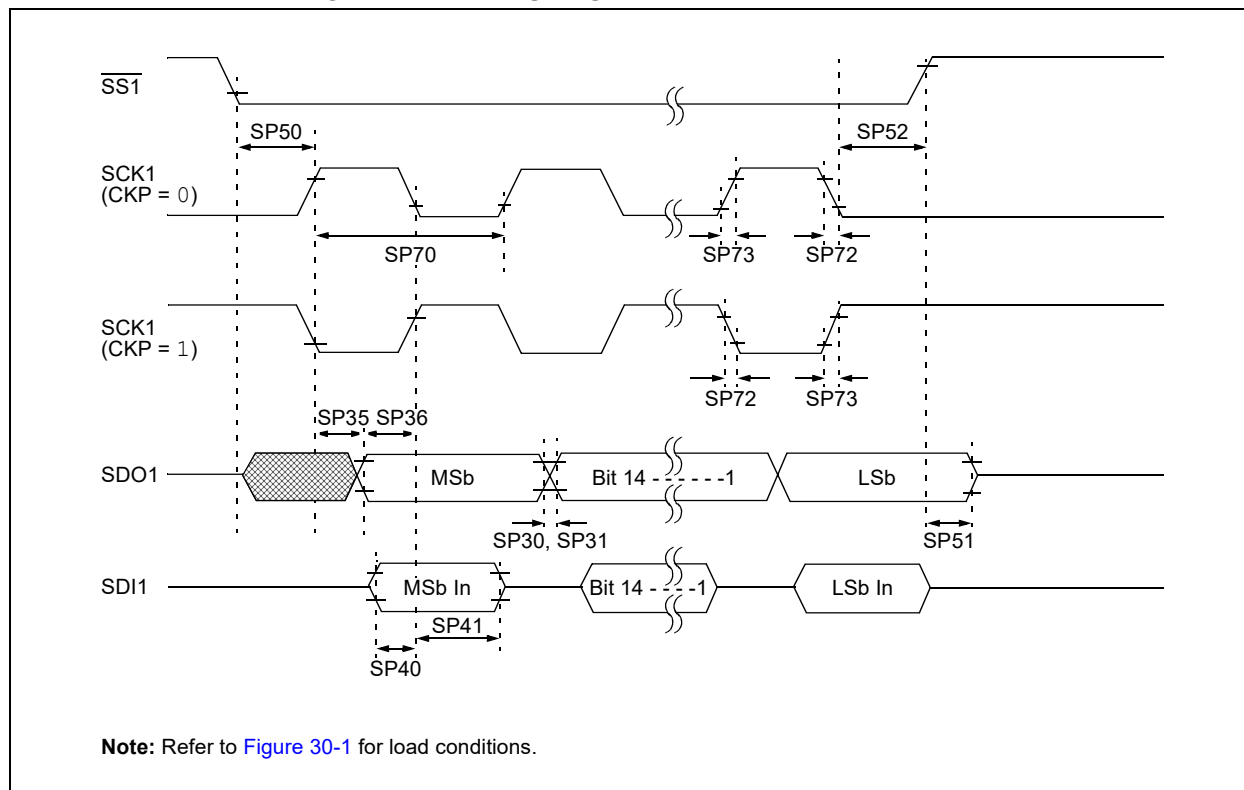 SS1
SP50
SP52
SCK1
(CKP = 0)
SP70
SP73
SP72
SCK1
(CKP = 1)
SP72
SP73
SP35
SP36
SDO1
MSb
Bit 14 - - - - - -1
LSb
SP30, SP31
SP51
SDI1
MSb In
Bit 14 - - - -1
LSb In
SP41
SP40
Note: Refer to Figure 30-1 for load conditions.